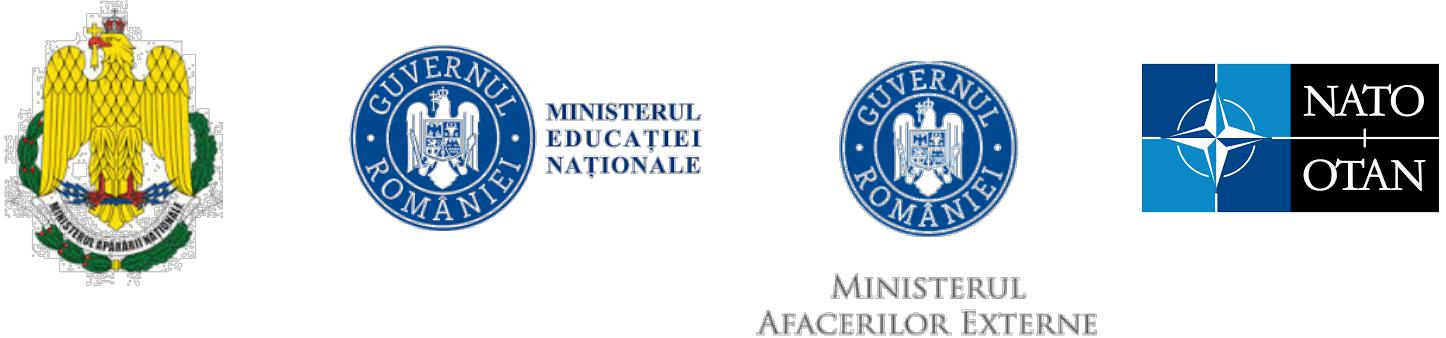 MINISTERUL APĂRĂRII NAȚIONALE
GUVERNUL
ROMÂNIEI
MINISTERUL
EDUCAȚIEI
NAȚIONALE
GUVERNUL
ROMÂNIEI
MINISTERUL
AFACERILOR EXTERNE
NATO
OTAN